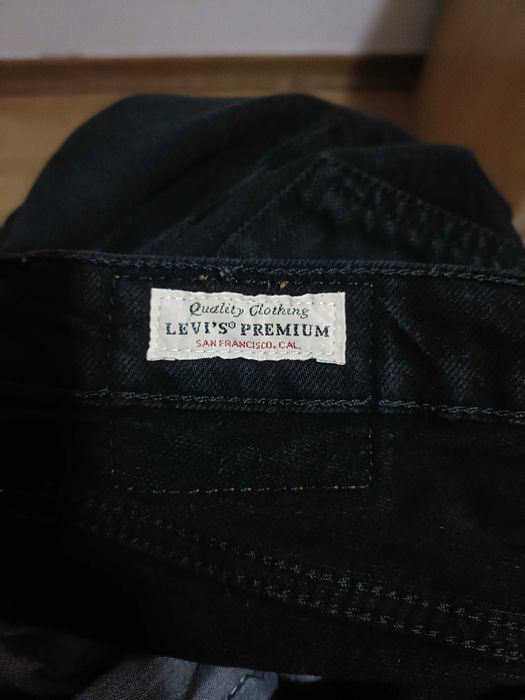 Quality Clothing
LEVI'S® PREMIUM
SAN FRANCISCO. CAL.